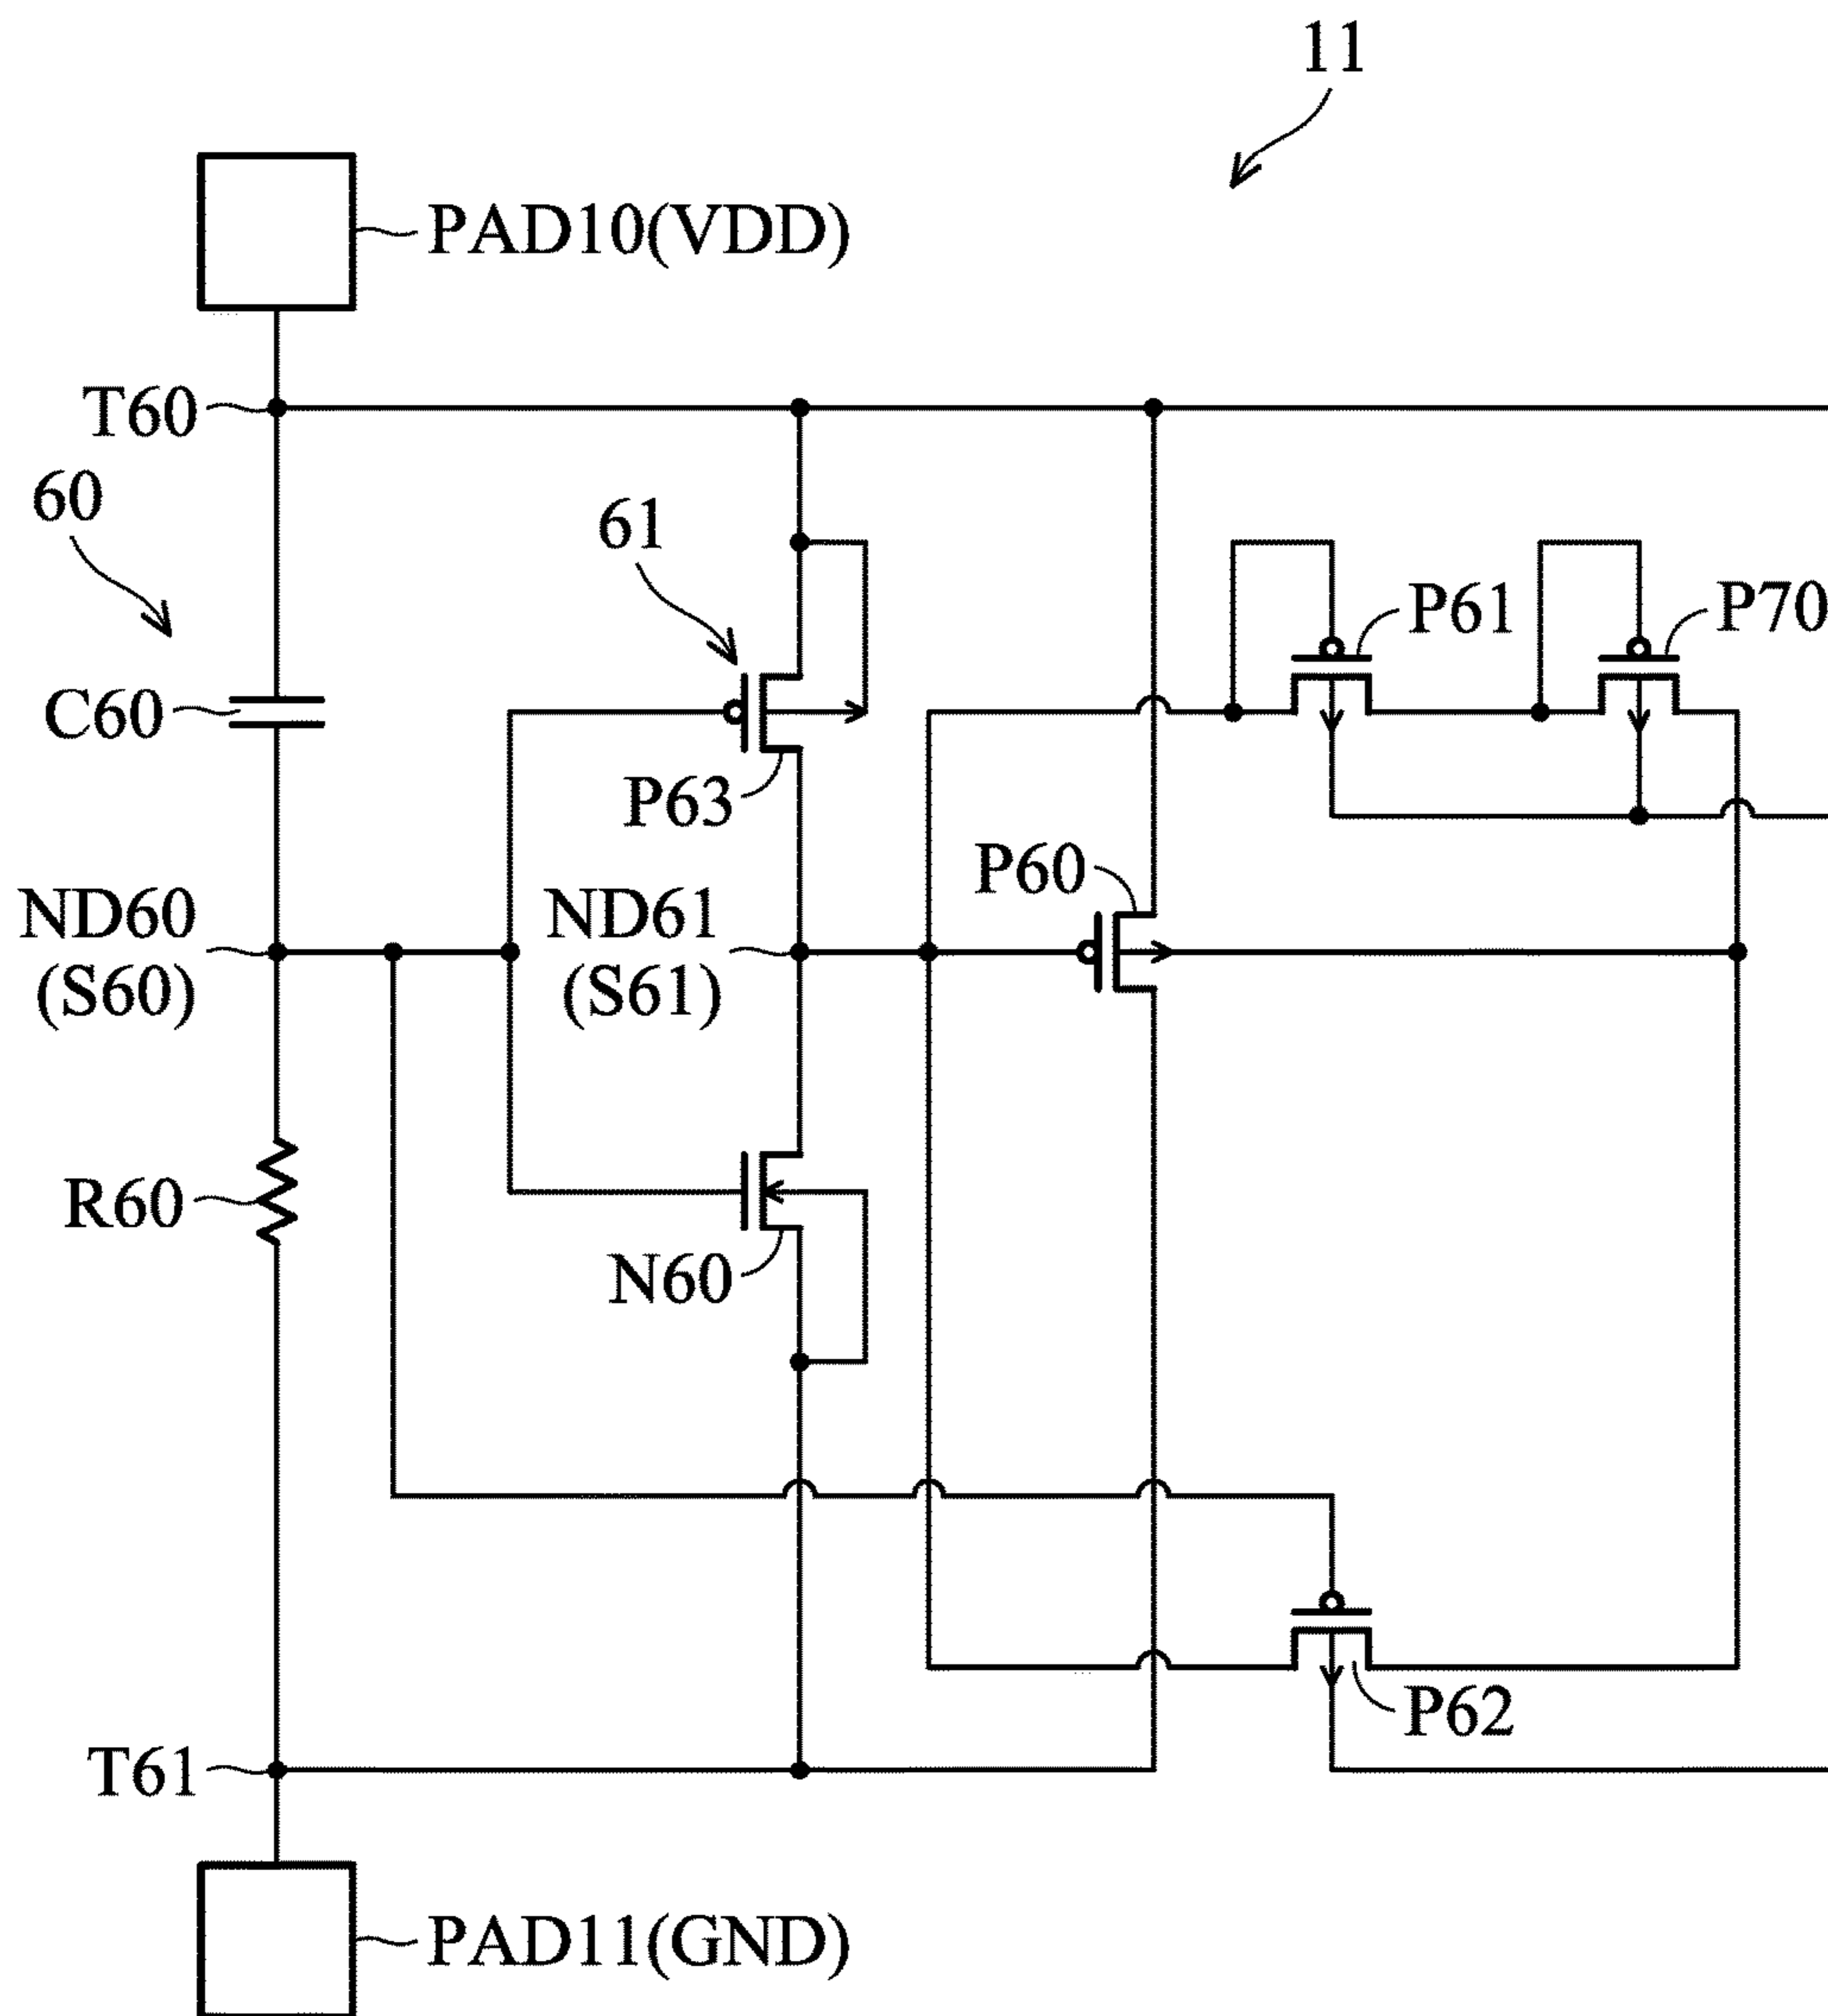 11
PAD10(VDD)
T60
60
61
P61
P70
C60
P63
P60
ND60
(S60)
ND61
(S61)
R60
N60
P62
T61
PAD11(GND)